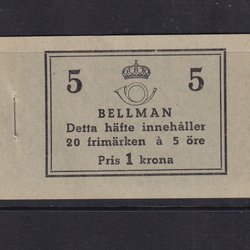 5 5
BELLMAN
Detta häfte innehåller
20 frimärken à 5 öre
Pris 1 krona